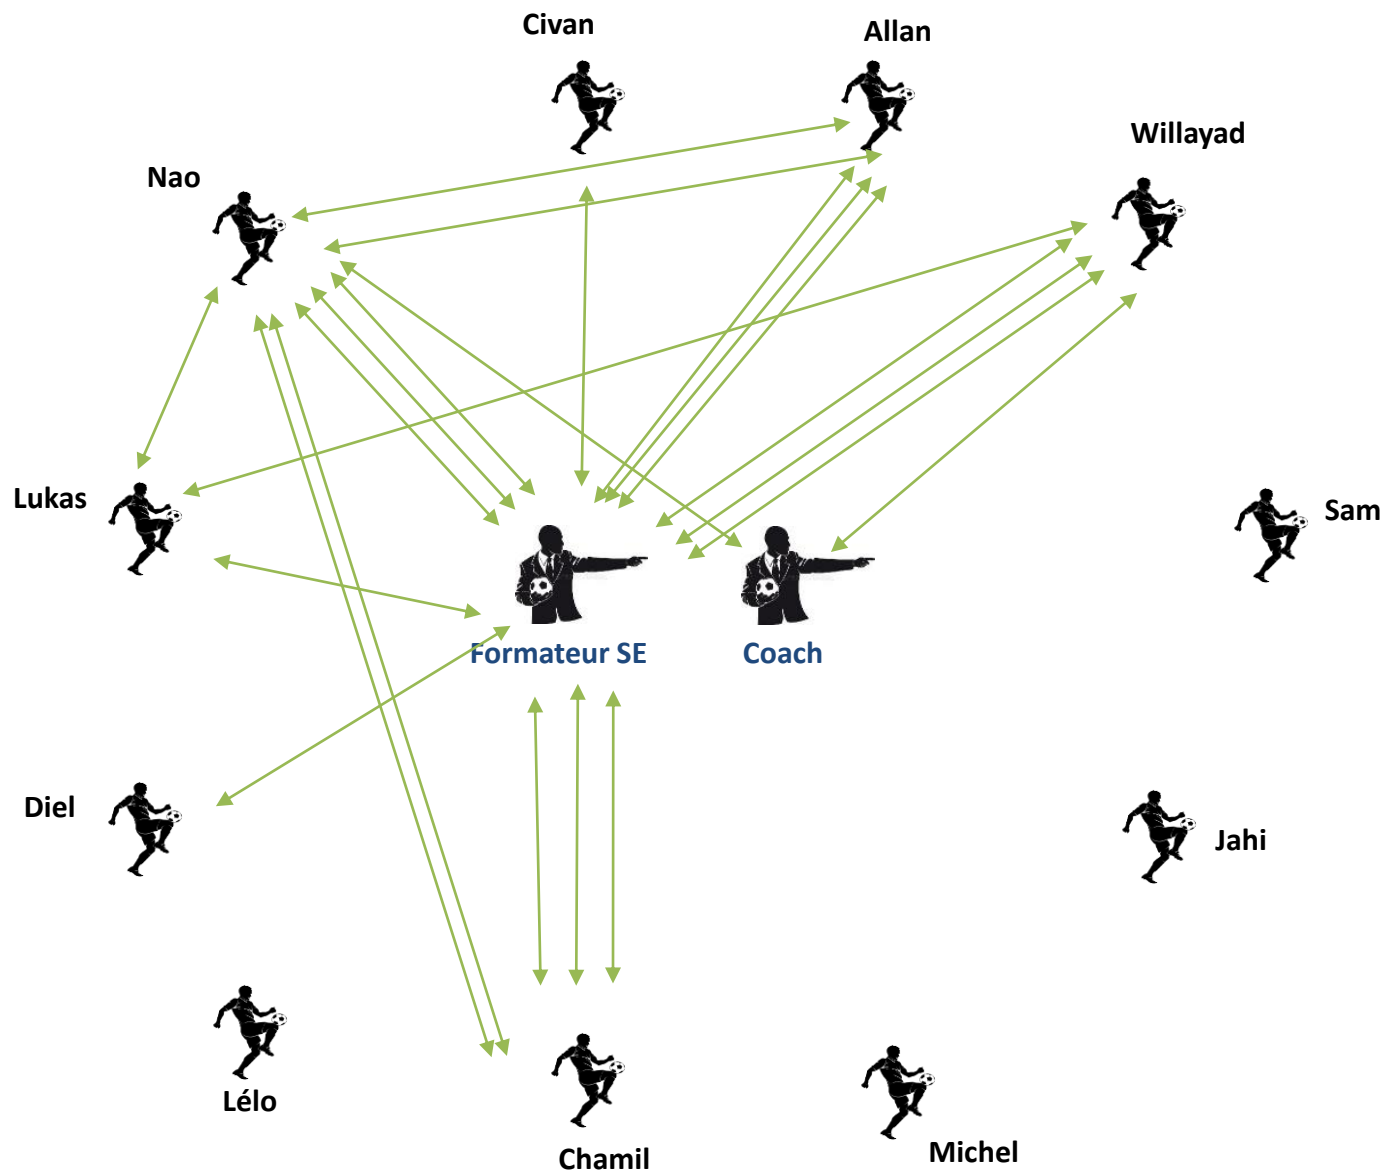 Civan
Allan
Willayad
Nao
Lukas
Sam
Formateur SE
Coach
Diel
Jahi
Lélo
Chamil
Michel